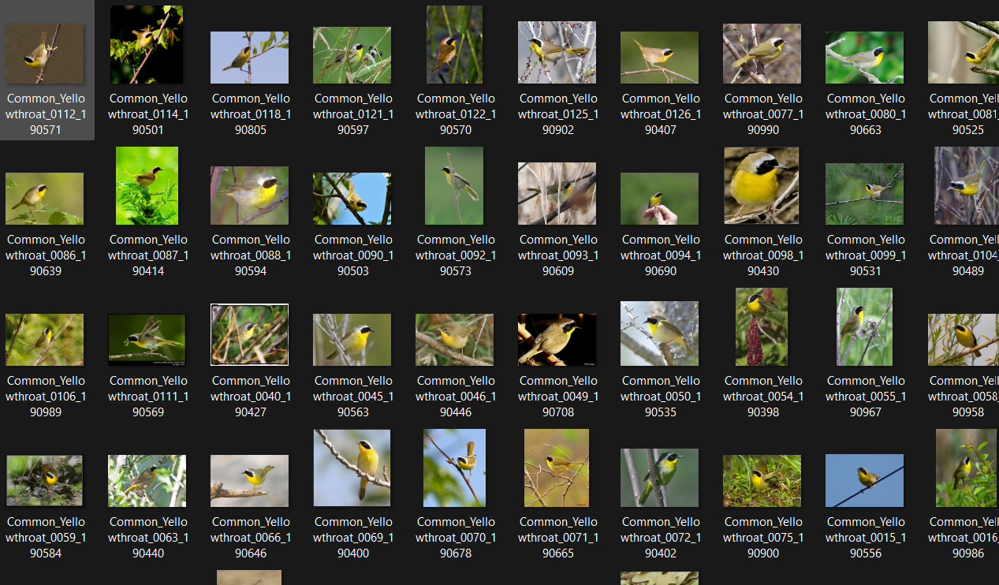 Common_Yello Common_Yello Common_Yello Common_Yello Common_Yello Common_Yello Common_Yello Common_Yello Common_Yello Common_Yell
wthroat_0112_1 wthroat_0114_1 wthroat_0118_1 wthroat_0121_1 wthroat_0122_1 wthroat_0125_1 wthroat_0126_1 wthroat_0077_1 wthroat_0080_1 wthroat_0081_
90571 90501 90805 90597 90570 90902 90407 90990 90663 90525
Common_Yello Common_Yello Common_Yello Common_Yello Common_Yello Common_Yello Common_Yello Common_Yello Common_Yello Common_Yell
wthroat_0086_1 wthroat_0087_1 wthroat_0088_1 wthroat_0090_1 wthroat_0092_1 wthroat_0093_1 wthroat_0094_1 wthroat_0098_1 wthroat_0099_1 wthroat_0104_
90639 90414 90594 90503 90573 90609 90690 90430 90531 90489
Common_Yello Common_Yello Common_Yello Common_Yello Common_Yello Common_Yello Common_Yello Common_Yello Common_Yello Common_Yell
wthroat_0106_1 wthroat_0111_1 wthroat_0040_1 wthroat_0045_1 wthroat_0046_1 wthroat_0049_1 wthroat_0050_1 wthroat_0054_1 wthroat_0055_1 wthroat_0058_
90989 90569 90427 90563 90446 90708 90535 90398 90967 90958
Common_Yello Common_Yello Common_Yello Common_Yello Common_Yello Common_Yello Common_Yello Common_Yello Common_Yello Common_Yell
wthroat_0059_1 wthroat_0063_1 wthroat_0066_1 wthroat_0069_1 wthroat_0070_1 wthroat_0071_1 wthroat_0072_1 wthroat_0075_1 wthroat_0015_1 wthroat_0016_
90584 90440 90646 90400 90678 90665 90402 90900 90556 90986